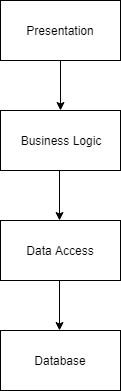 Presentation
Business Logic
Data Access
Database